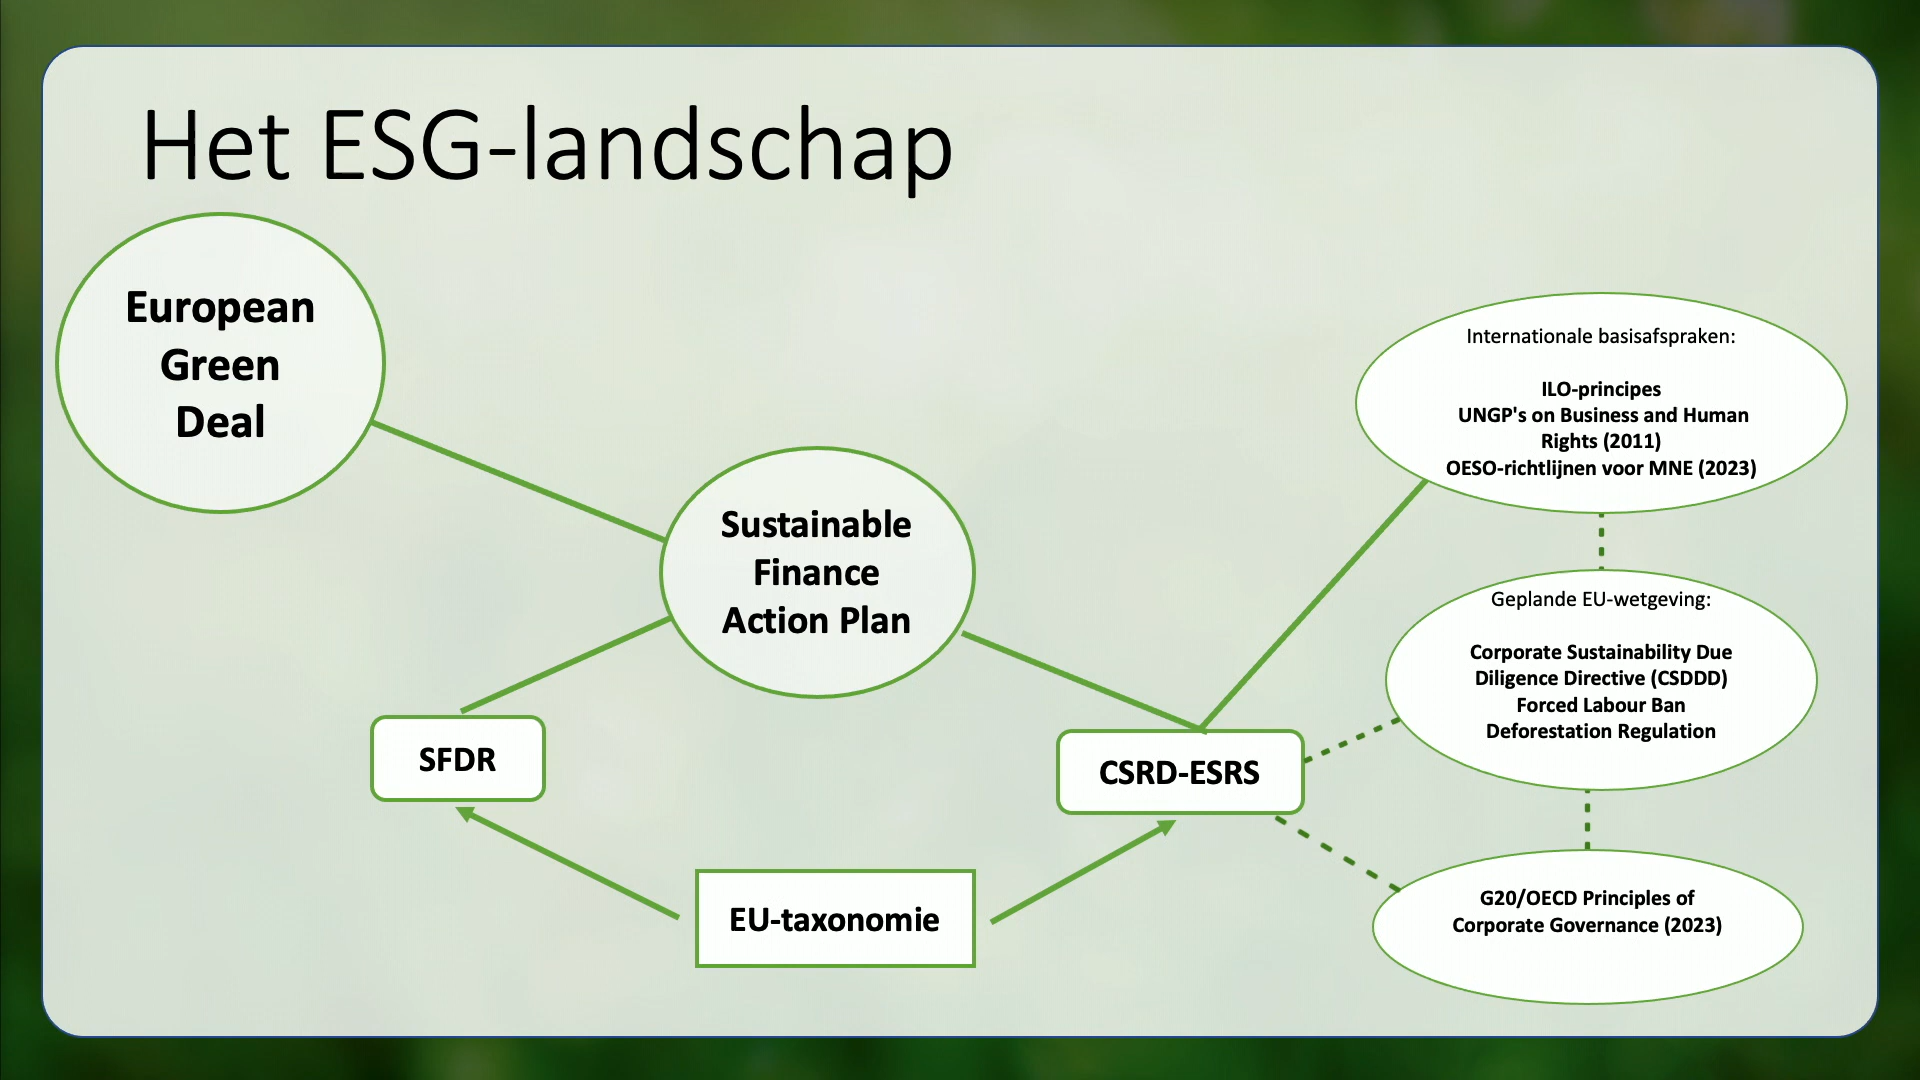 Het ESG-landschap
European
Green
Deal
Sustainable
Finance
Action Plan
SFDR
CSRD-ESRS
EU-taxonomie
Internationale basisafspraken:
ILO-principes
UNGP's on Business and Human
Rights (2011)
OESO-richtlijnen voor MNE (2023)
Geplande EU-wetgeving:
Corporate Sustainability Due
Diligence Directive (CSDDD)
Forced Labour Ban
Deforestation Regulation
G20/OECD Principles of
Corporate Governance (2023)